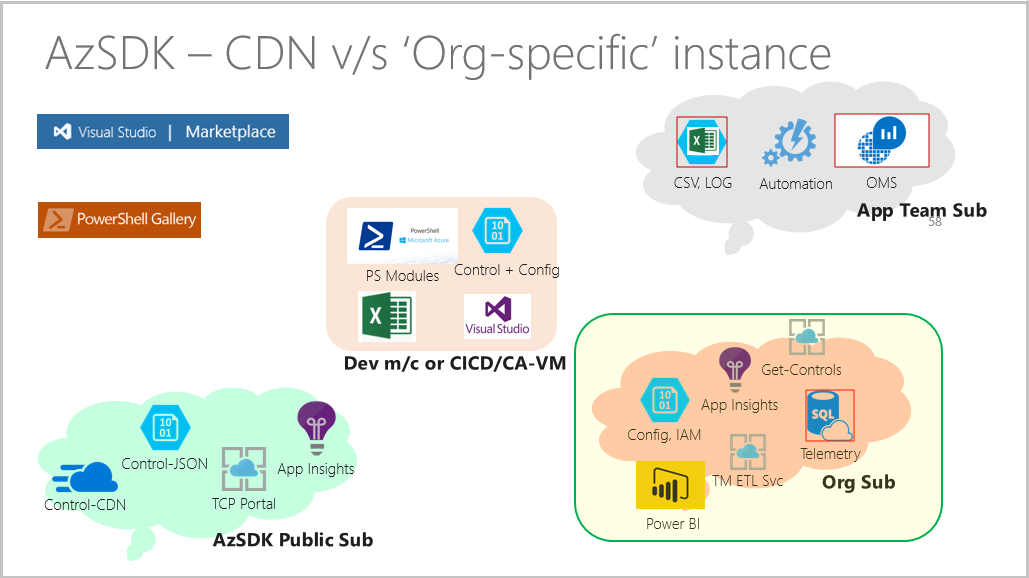 AzSDK – CDN v/s ‘Org-specific’ instance
Visual Studio | Marketplace
CSV, LOG
Automation
OMS
App Team Sub
58
PowerShell Gallery
PowerShell
Microsoft Azure
10
01
PS Modules
Control + Config
Visual Studio
Dev m/c or CICD/CA-VM
Get-Controls
10
01
App Insights
SQL
Config, IAM
Telemetry
TM ETL Svc
Org Sub
Power BI
10
01
Control-JSON
App Insights
Control-CDN
TCP Portal
AzSDK Public Sub